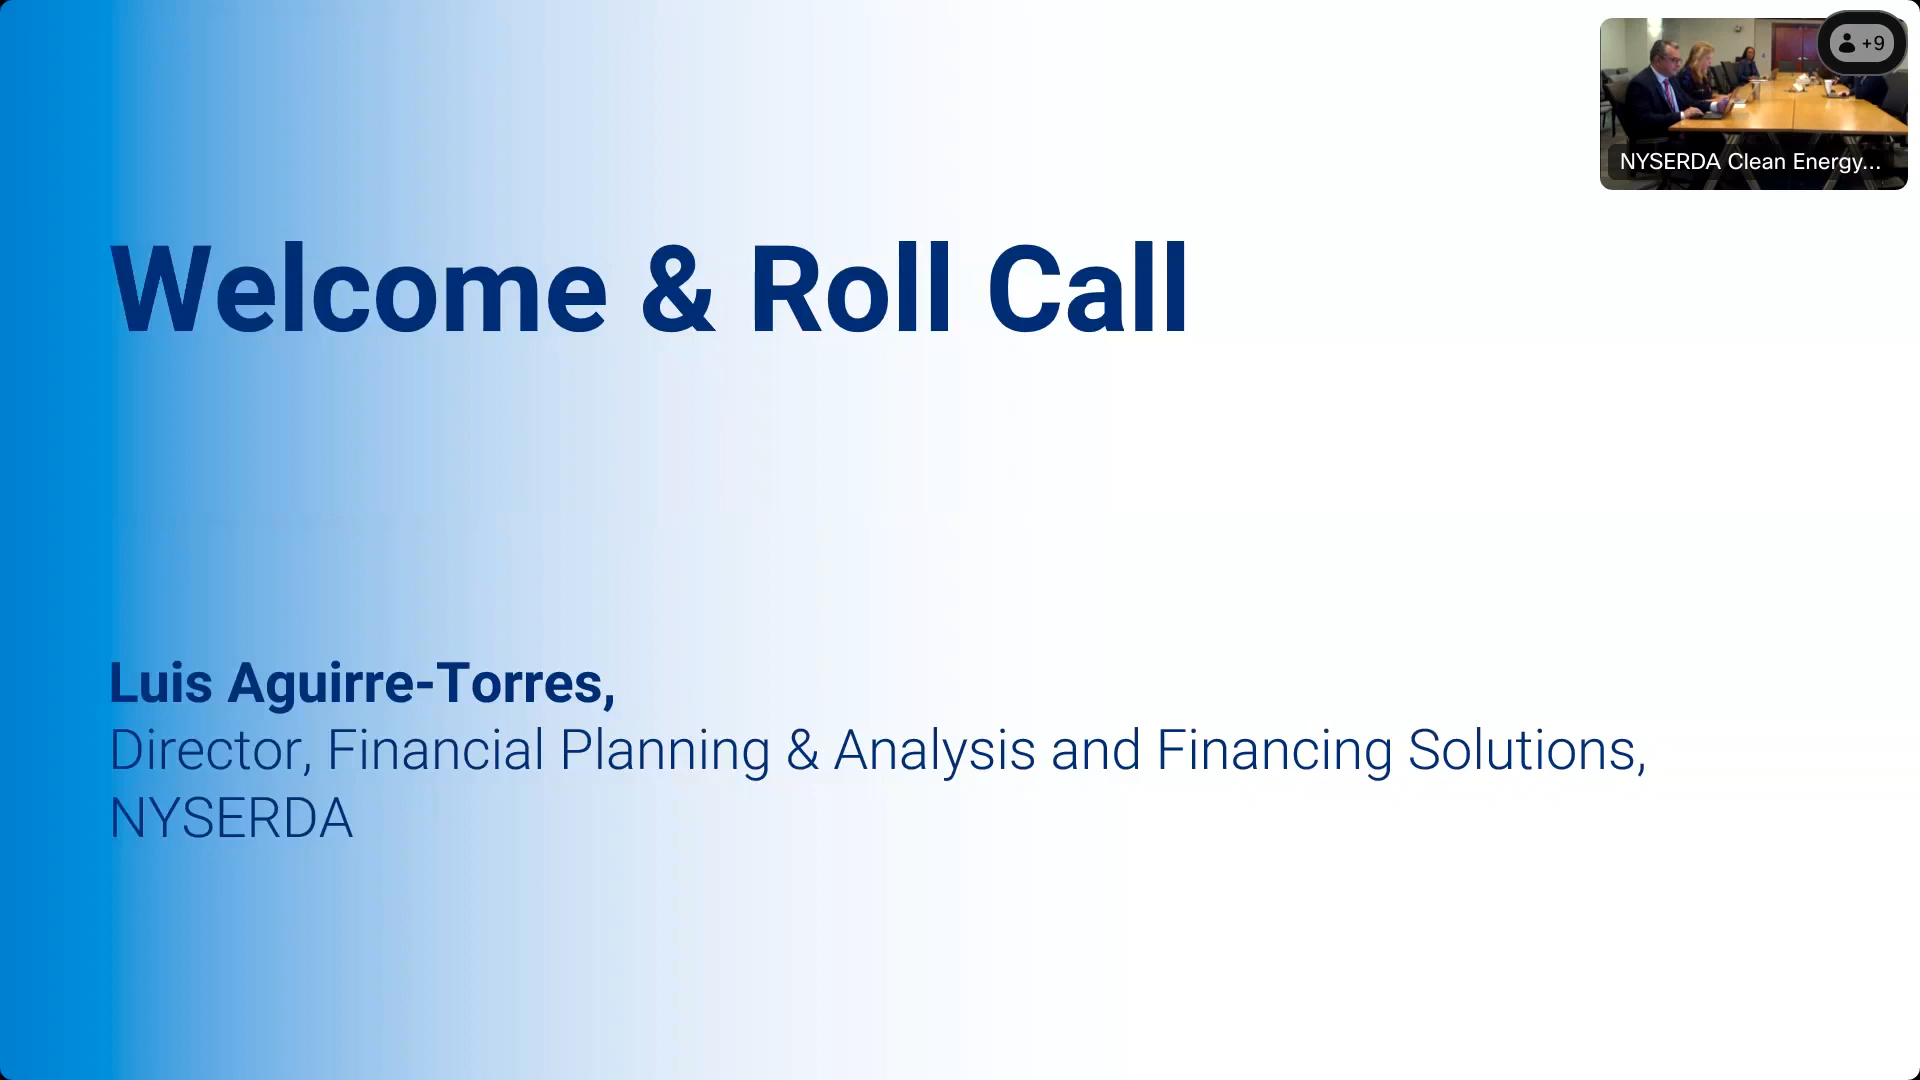 +9
NYSERDA Clean Energy...
Welcome & Roll Call
Luis Aguirre-Torres,
Director, Financial Planning & Analysis and Financing Solutions,
NYSERDA